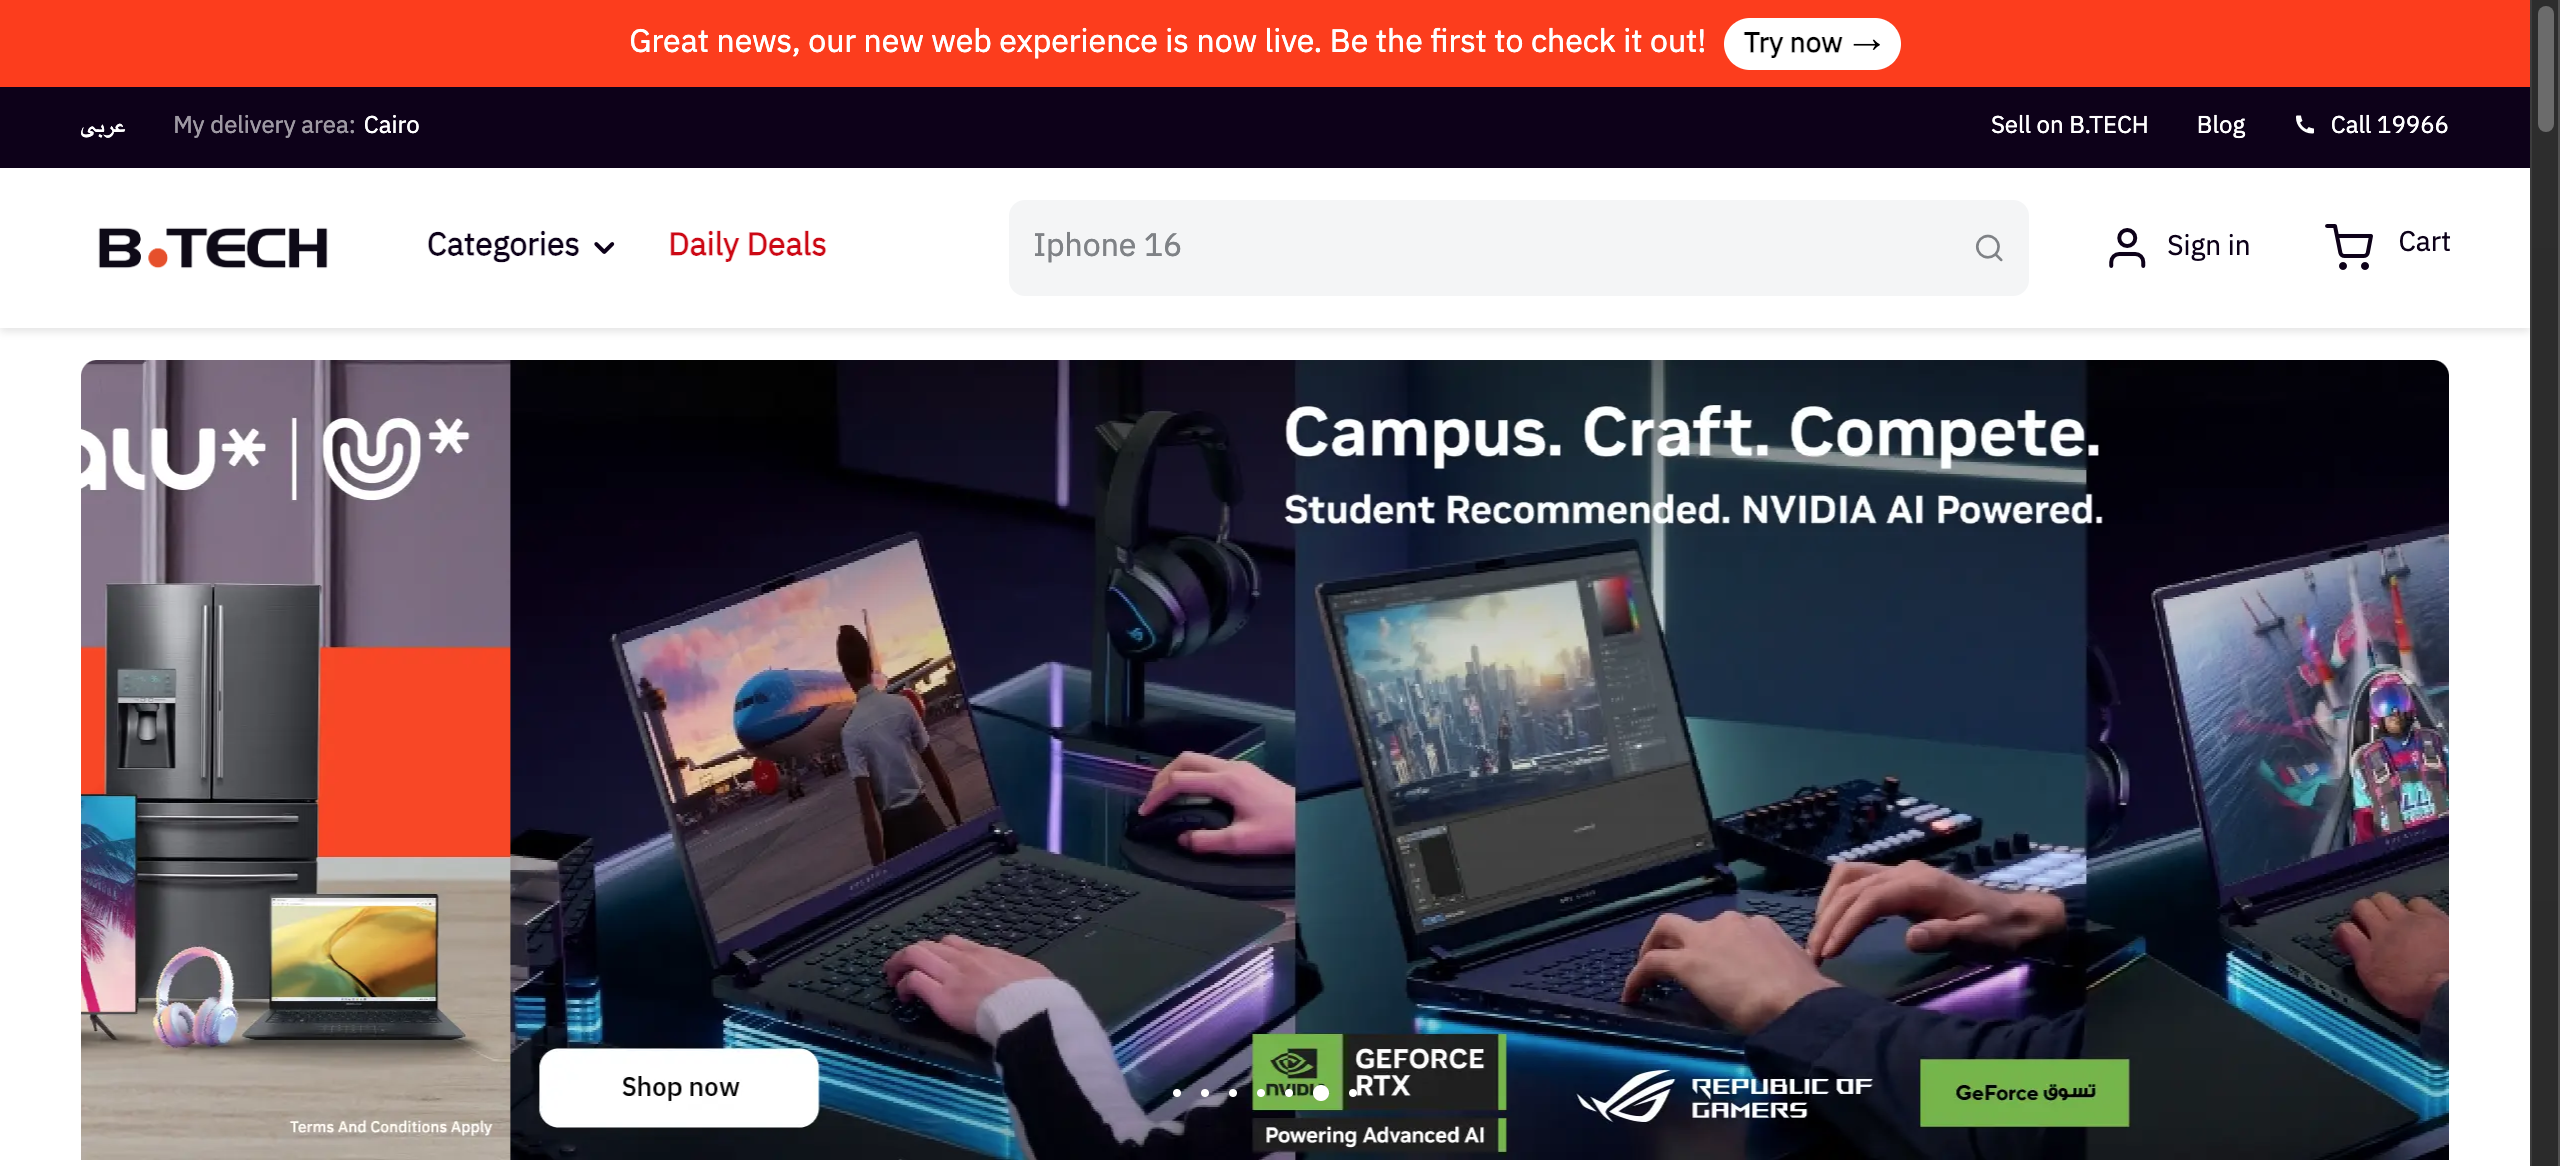 Great news, our new web experience is now live. Be the first to check it out! Try now →
عربى My delivery area: Cairo Sell on B.TECH Blog Call 19966
B.TECH Categories Daily Deals Iphone 16 Sign in Cart
Campus. Craft. Compete.
Student Recommended. NVIDIA AI Powered.
Shop now
NVIDIA GEFORCE RTX
Powering Advanced AI
REPUBLIC OF
GAMERS
تسوق GeForce
Terms And Conditions Apply